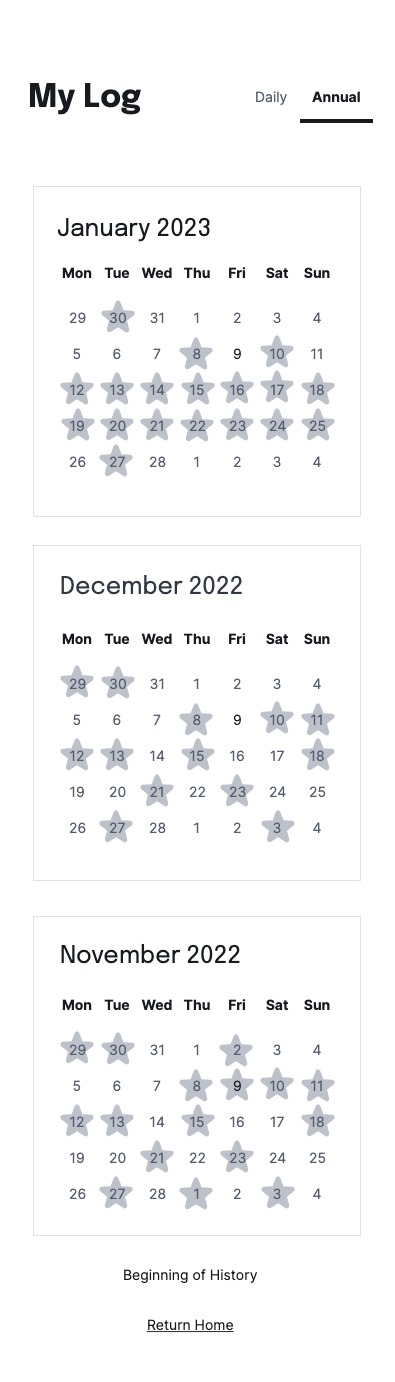 My Log
Daily Annual
January 2023
Mon Tue Wed Thu Fri Sat Sun
29 30 31 1 2 3 4
5 6 7 8 9 10 11
12 13 14 15 16 17 18
19 20 21 22 23 24 25
26 27 28 1 2 3 4
December 2022
Mon Tue Wed Thu Fri Sat Sun
29 30 31 1 2 3 4
5 6 7 8 9 10 11
12 13 14 15 16 17 18
19 20 21 22 23 24 25
26 27 28 1 2 3 4
November 2022
Mon Tue Wed Thu Fri Sat Sun
29 30 31 1 2 3 4
5 6 7 8 9 10 11
12 13 14 15 16 17 18
19 20 21 22 23 24 25
26 27 28 1 2 3 4
Beginning of History
Return Home